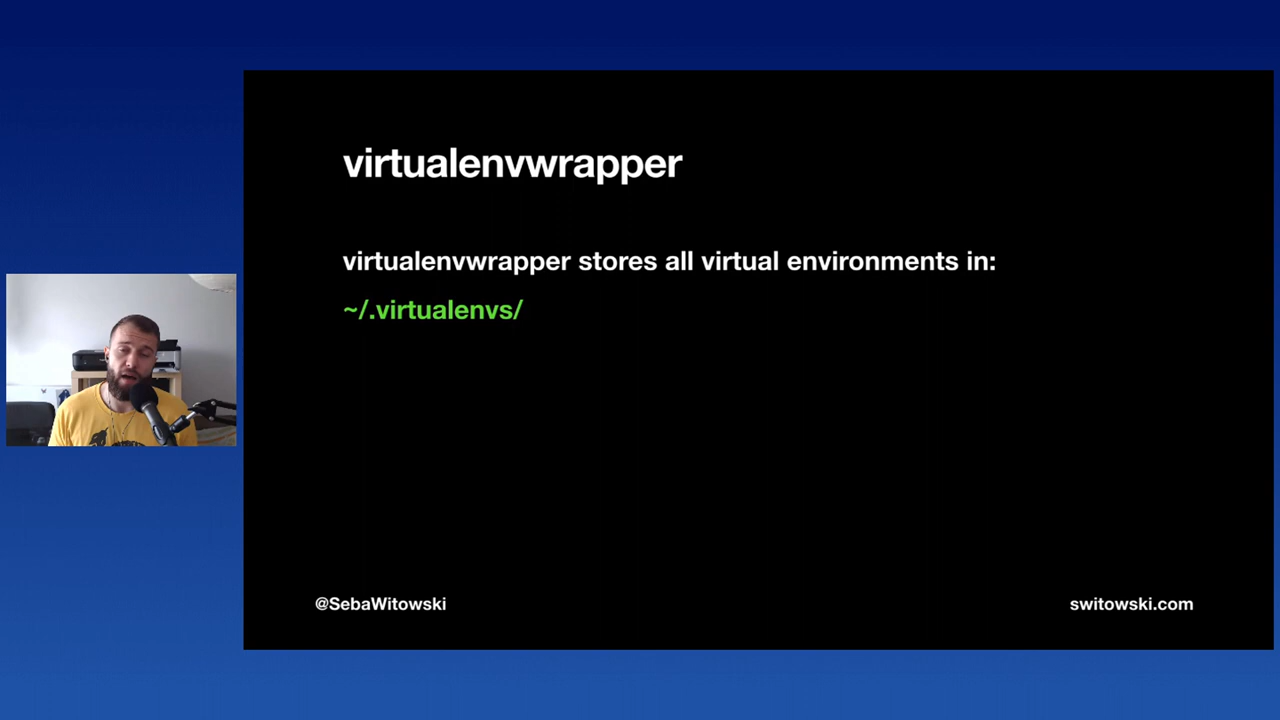 virtualenvwrapper
virtualenvwrapper stores all virtual environments in:
~/.virtualenvs/
@SebaWitowski
switowski.com